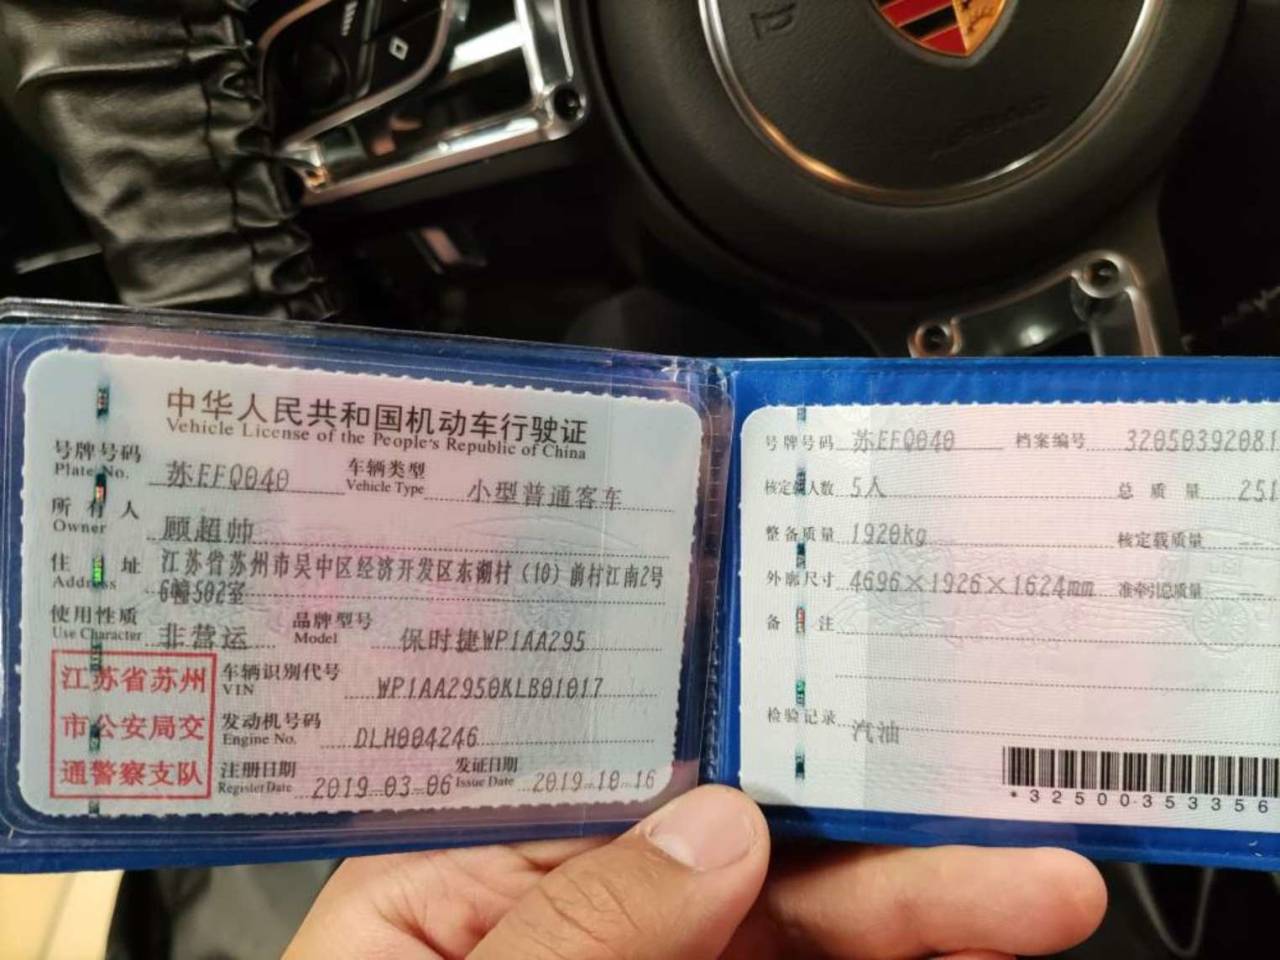 中华人民共和国机动车行驶证
Vehicle License of the People's Republic of China
号牌号码 苏EFQ040 车辆类型 小型普通客车
Plate No. Vehicle Type
所有人 顾超帅
Owner
住址 江苏省苏州市吴中区经济开发区东湖村(10)前村江南2号
Address 6幢502室
使用性质 非营运 品牌型号 保时捷WP1AA295
Use Character Model
江苏省苏州
市公安局交
通警察支队
车辆识别代号 WP1AA2950KLB01017
VIN
发动机号码 DLH004246
Engine No.
注册日期 2019-03-06 发证日期 2019-10-16
Register Date Issue Date
号牌号码 苏EFQ040 档案编号 32050392081
核定载人数 5人 总质量 251
整备质量 1920kg 核定载质量 --
外廓尺寸 4696×1926×1624mm 准牵引总质量 --
备注
检验记录 汽油
*32500353356